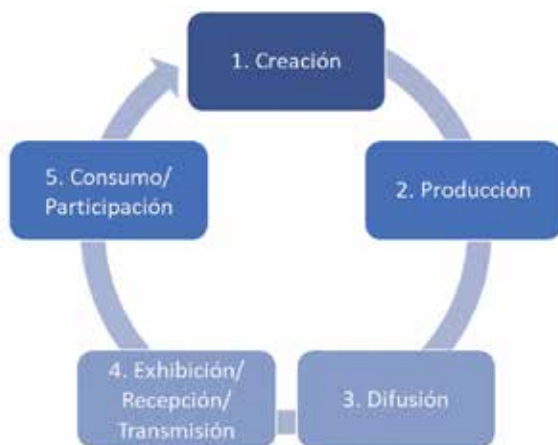 1. Creación
2. Producción
3. Difusión
4. Exhibición/
Recepción/
Transmisión
5. Consumo/
Participación